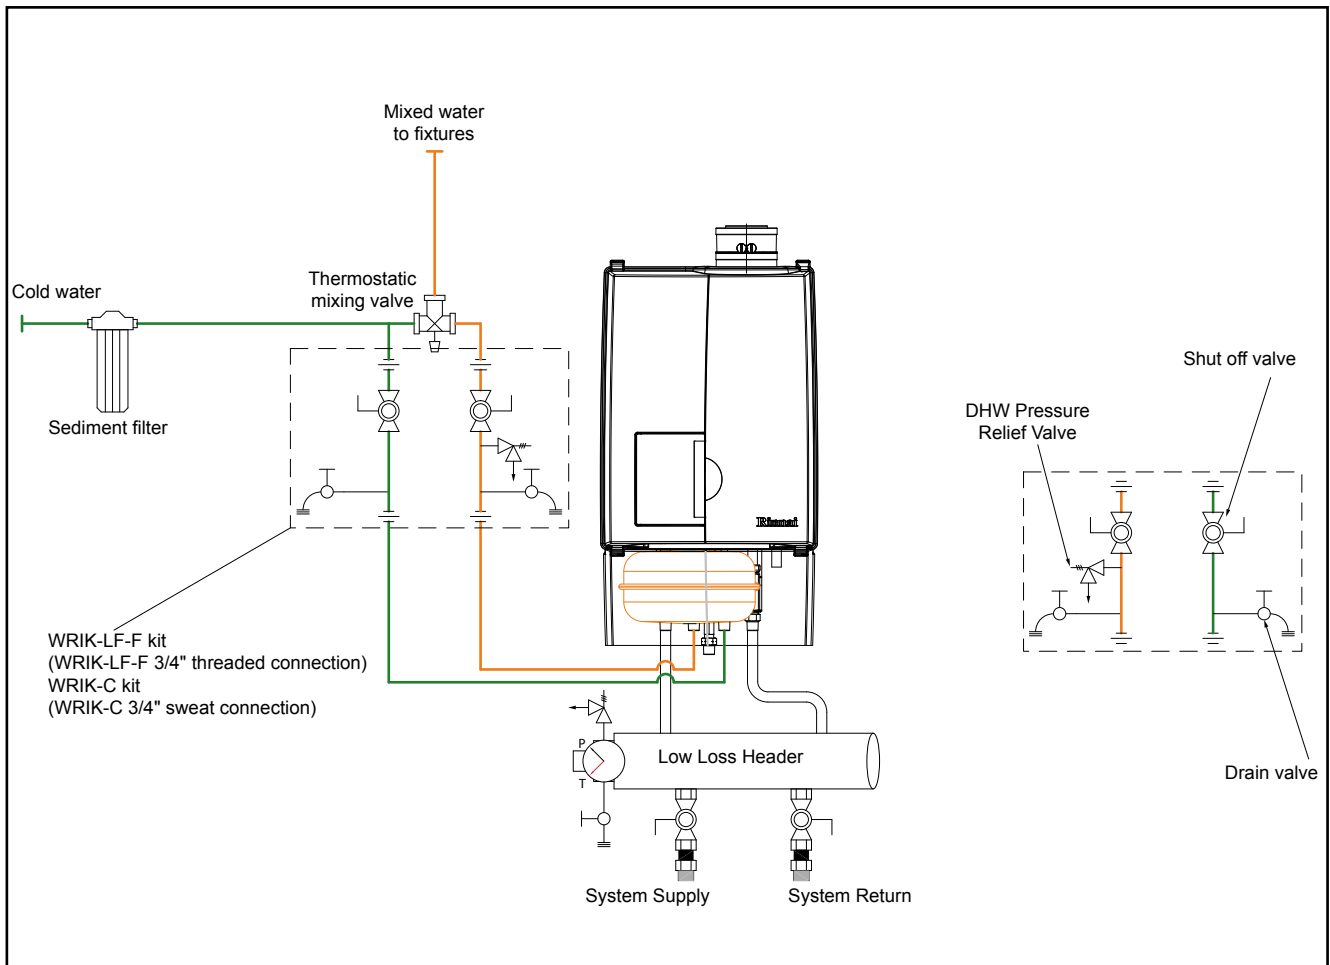 Mixed water
to fixtures
Thermostatic
mixing valve
Cold water
Sediment filter
Shut off valve
DHW Pressure
Relief Valve
Rinnai
WRIK-LF-F kit
(WRIK-LF-F 3/4" threaded connection)
WRIK-C kit
(WRIK-C 3/4" sweat connection)
P
T
Low Loss Header
Drain valve
System Supply
System Return